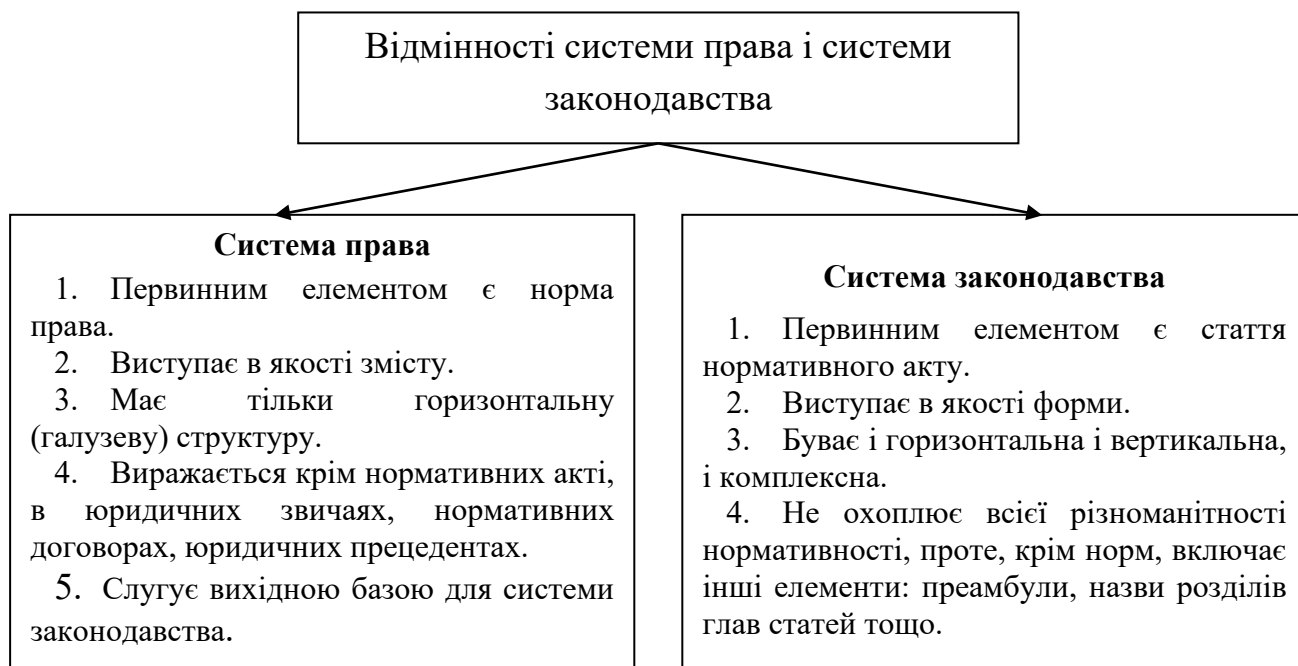 Відмінності системи права і системи
законодавства
Система права
1. Первинним елементом є норма
права.
2. Виступає в якості змісту.
3. Має тільки горизонтальну
(галузеву) структуру.
4. Виражається крім нормативних акті,
в юридичних звичаях, нормативних
договорах, юридичних прецедентах.
5. Слугує вихідною базою для системи
законодавства.
Система законодавства
1. Первинним елементом є стаття
нормативного акту.
2. Виступає в якості форми.
3. Буває і горизонтальна і вертикальна,
і комплексна.
4. Не охоплює всієї різноманітності
нормативності, проте, крім норм, включає
інші елементи: преамбули, назви розділів
глав статей тощо.